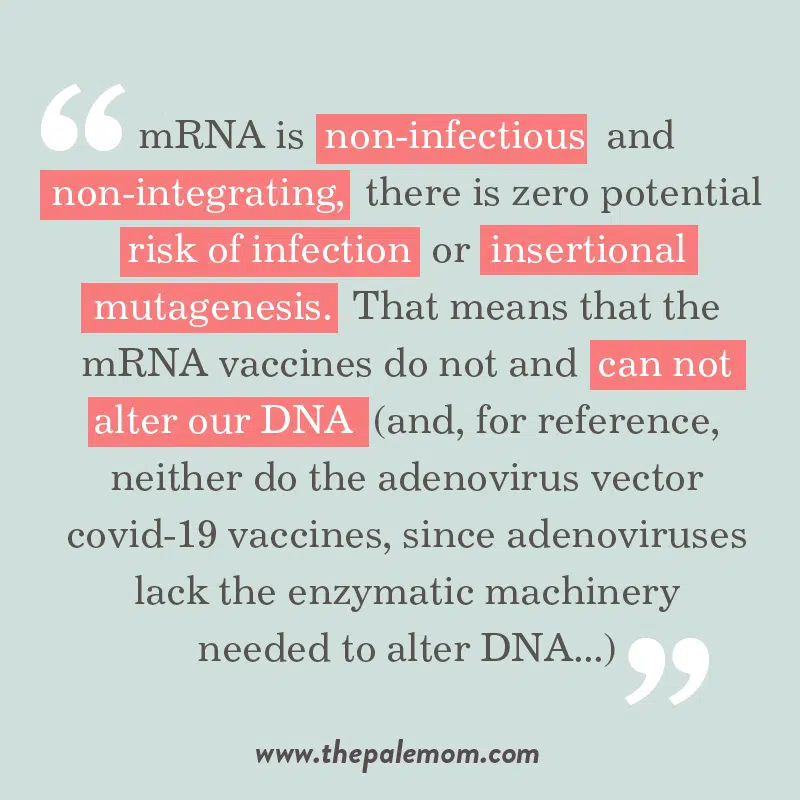 “ mRNA is non-infectious and
non-integrating, there is zero potential
risk of infection or insertional
mutagenesis. That means that the
mRNA vaccines do not and can not
alter our DNA (and, for reference,
neither do the adenovirus vector
covid-19 vaccines, since adenoviruses
lack the enzymatic machinery
needed to alter DNA...) ”
www.thepalemom.com